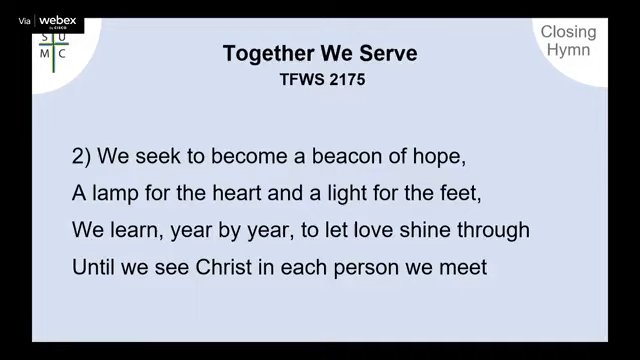 Via webex
by CISCO
S U
M C
Closing
Hymn
Together We Serve
TFWS 2175
2) We seek to become a beacon of hope,
A lamp for the heart and a light for the feet,
We learn, year by year, to let love shine through
Until we see Christ in each person we meet